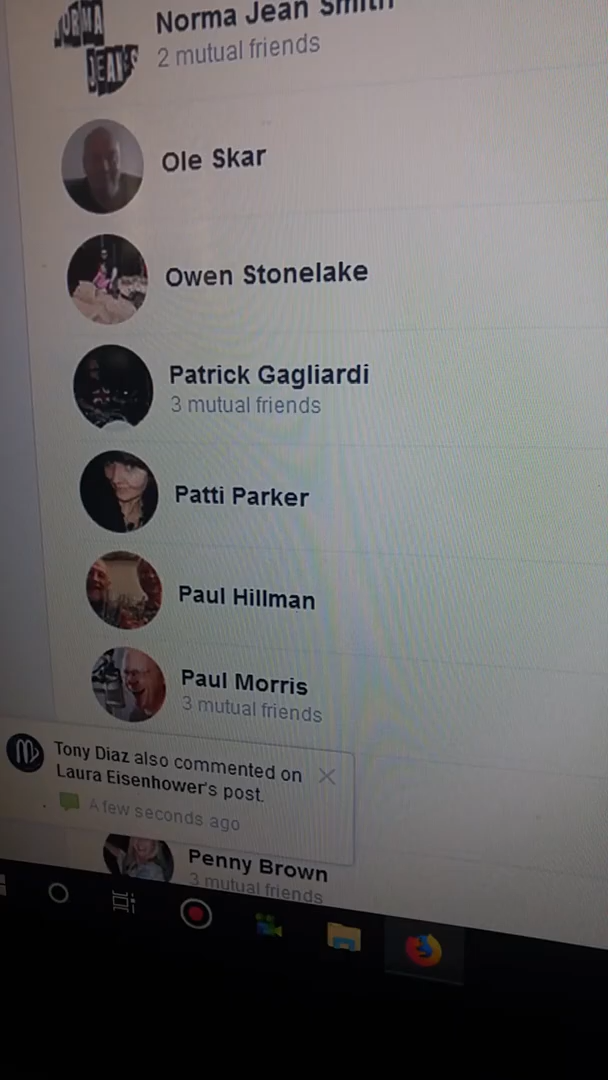 NORMA
JEAN'S
Norma Jean Smith
2 mutual friends
Ole Skar
Owen Stonelake
Patrick Gagliardi
3 mutual friends
Patti Parker
Paul Hillman
Paul Morris
3 mutual friends
Tony Diaz also commented on
Laura Eisenhower's post.
A few seconds ago
Penny Brown
3 mutual friends